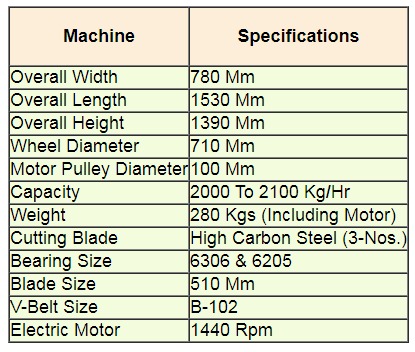 Machine Specifications
Overall Width 780 Mm
Overall Length 1530 Mm
Overall Height 1390 Mm
Wheel Diameter 710 Mm
Motor Pulley Diameter 100 Mm
Capacity 2000 To 2100 Kg/Hr
Weight 280 Kgs (Including Motor)
Cutting Blade High Carbon Steel (3-Nos.)
Bearing Size 6306 & 6205
Blade Size 510 Mm
V-Belt Size B-102
Electric Motor 1440 Rpm